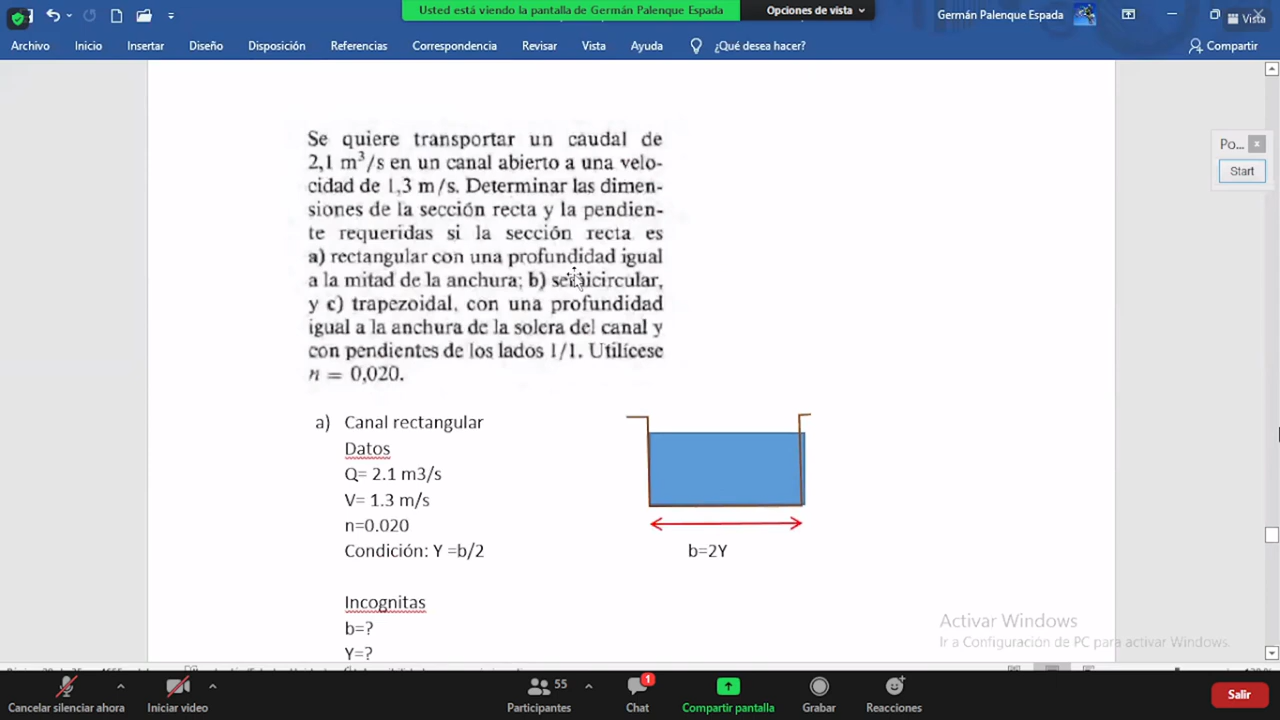 Usted está viendo la pantalla de Germán Palenque Espada
Opciones de vista
Germán Palenque Espada
Vista
Archivo Inicio Insertar Diseño Disposición Referencias Correspondencia Revisar Vista Ayuda ¿Qué desea hacer? Compartir
Se quiere transportar un caudal de
2,1 m³/s en un canal abierto a una velo-
cidad de 1,3 m/s. Determinar las dimen-
siones de la sección recta y la pendien-
te requeridas si la sección recta es
a) rectangular con una profundidad igual
a la mitad de la anchura; b) semicircular,
y c) trapezoidal, con una profundidad
igual a la anchura de la solera del canal y
con pendientes de los lados 1/1. Utilícese
n = 0,020.
Po... x
Start
a) Canal rectangular
Datos
Q= 2.1 m3/s
V= 1.3 m/s
n=0.020
Condición: Y =b/2
b=2Y
Incognitas
b=?
Y=?
Activar Windows
Ir a Configuración de PC para activar Windows.
Cancelar silenciar ahora
Iniciar video
55
Participantes
1
Chat
Compartir pantalla
Grabar
Reacciones
Salir